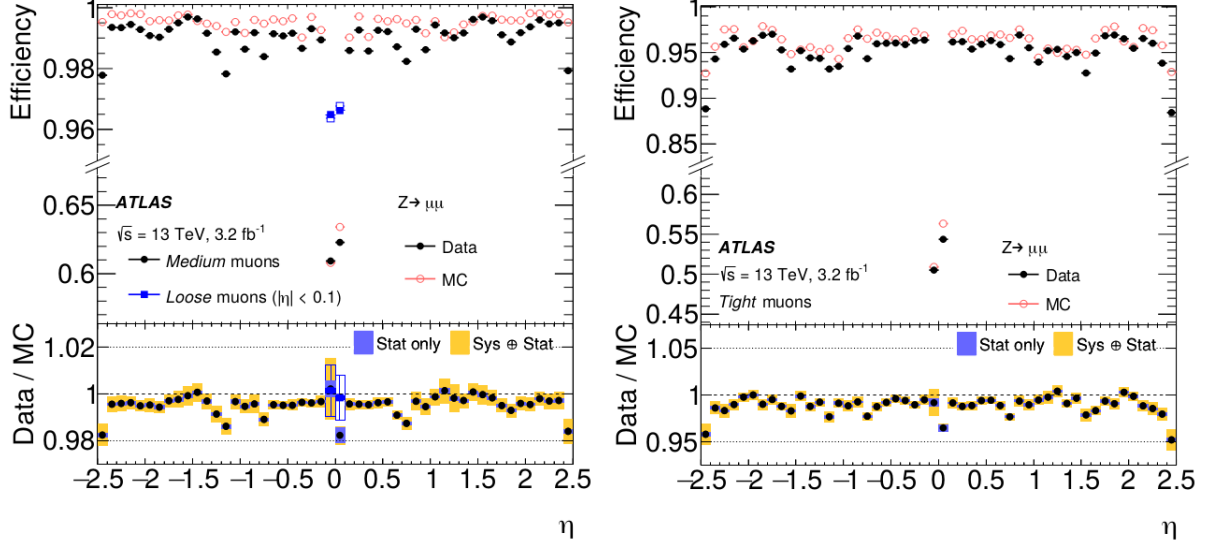 Efficiency
1
0.98
0.96
0.65
0.6
ATLAS
√s = 13 TeV, 3.2 fb⁻¹
Medium muons
Loose muons (|η| < 0.1)
Z→ μμ
Data
MC
Data / MC
1.02
1
0.98
Stat only
Sys ⊕ Stat
−2.5 −2 −1.5 −1 −0.5 0 0.5 1 1.5 2 2.5
η
Efficiency
1
0.95
0.9
0.85
0.6
0.55
0.5
0.45
ATLAS
√s = 13 TeV, 3.2 fb⁻¹
Tight muons
Z→ μμ
Data
MC
Data / MC
1.05
1
0.95
Stat only
Sys ⊕ Stat
−2.5 −2 −1.5 −1 −0.5 0 0.5 1 1.5 2 2.5
η